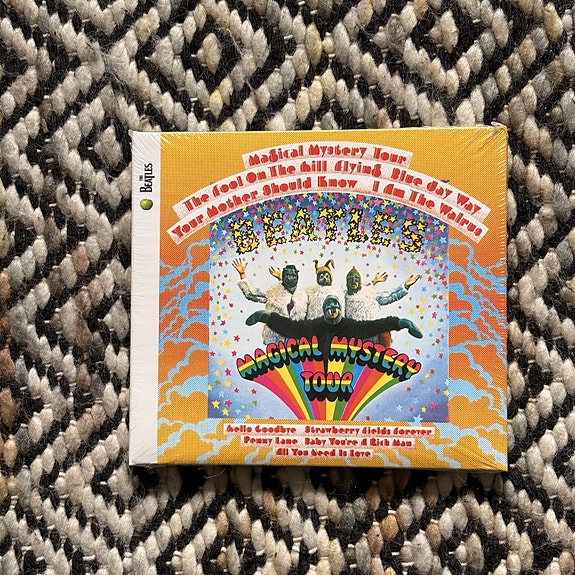 THE
BEATLES
Magical Mystery Tour
The Fool On The Hill Flying Blue Jay Way
Your Mother Should Know I Am The Walrus
BEATLES
MAGICAL MYSTERY
TOUR
Hello Goodbye Strawberry Fields Forever
Penny Lane Baby You're A Rich Man
All You Need Is Love